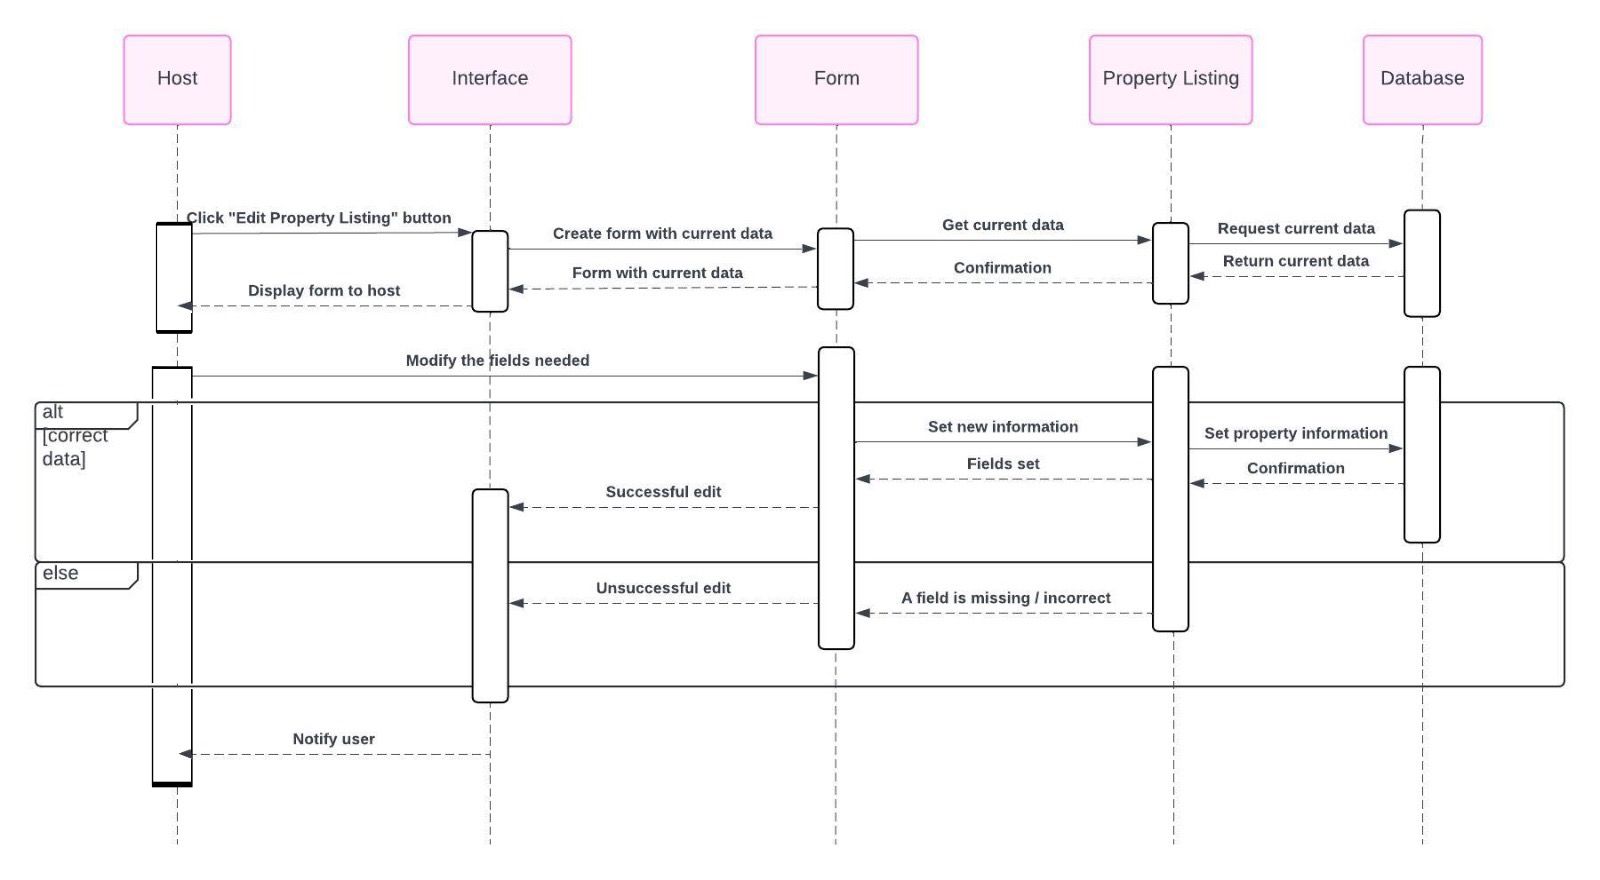 Host
Interface
Form
Property Listing
Database
Click "Edit Property Listing" button
Create form with current data
Get current data
Request current data
Return current data
Confirmation
Form with current data
Display form to host
Modify the fields needed
alt
[correct
data]
Set new information
Set property information
Fields set
Confirmation
Successful edit
else
Unsuccessful edit
A field is missing / incorrect
Notify user